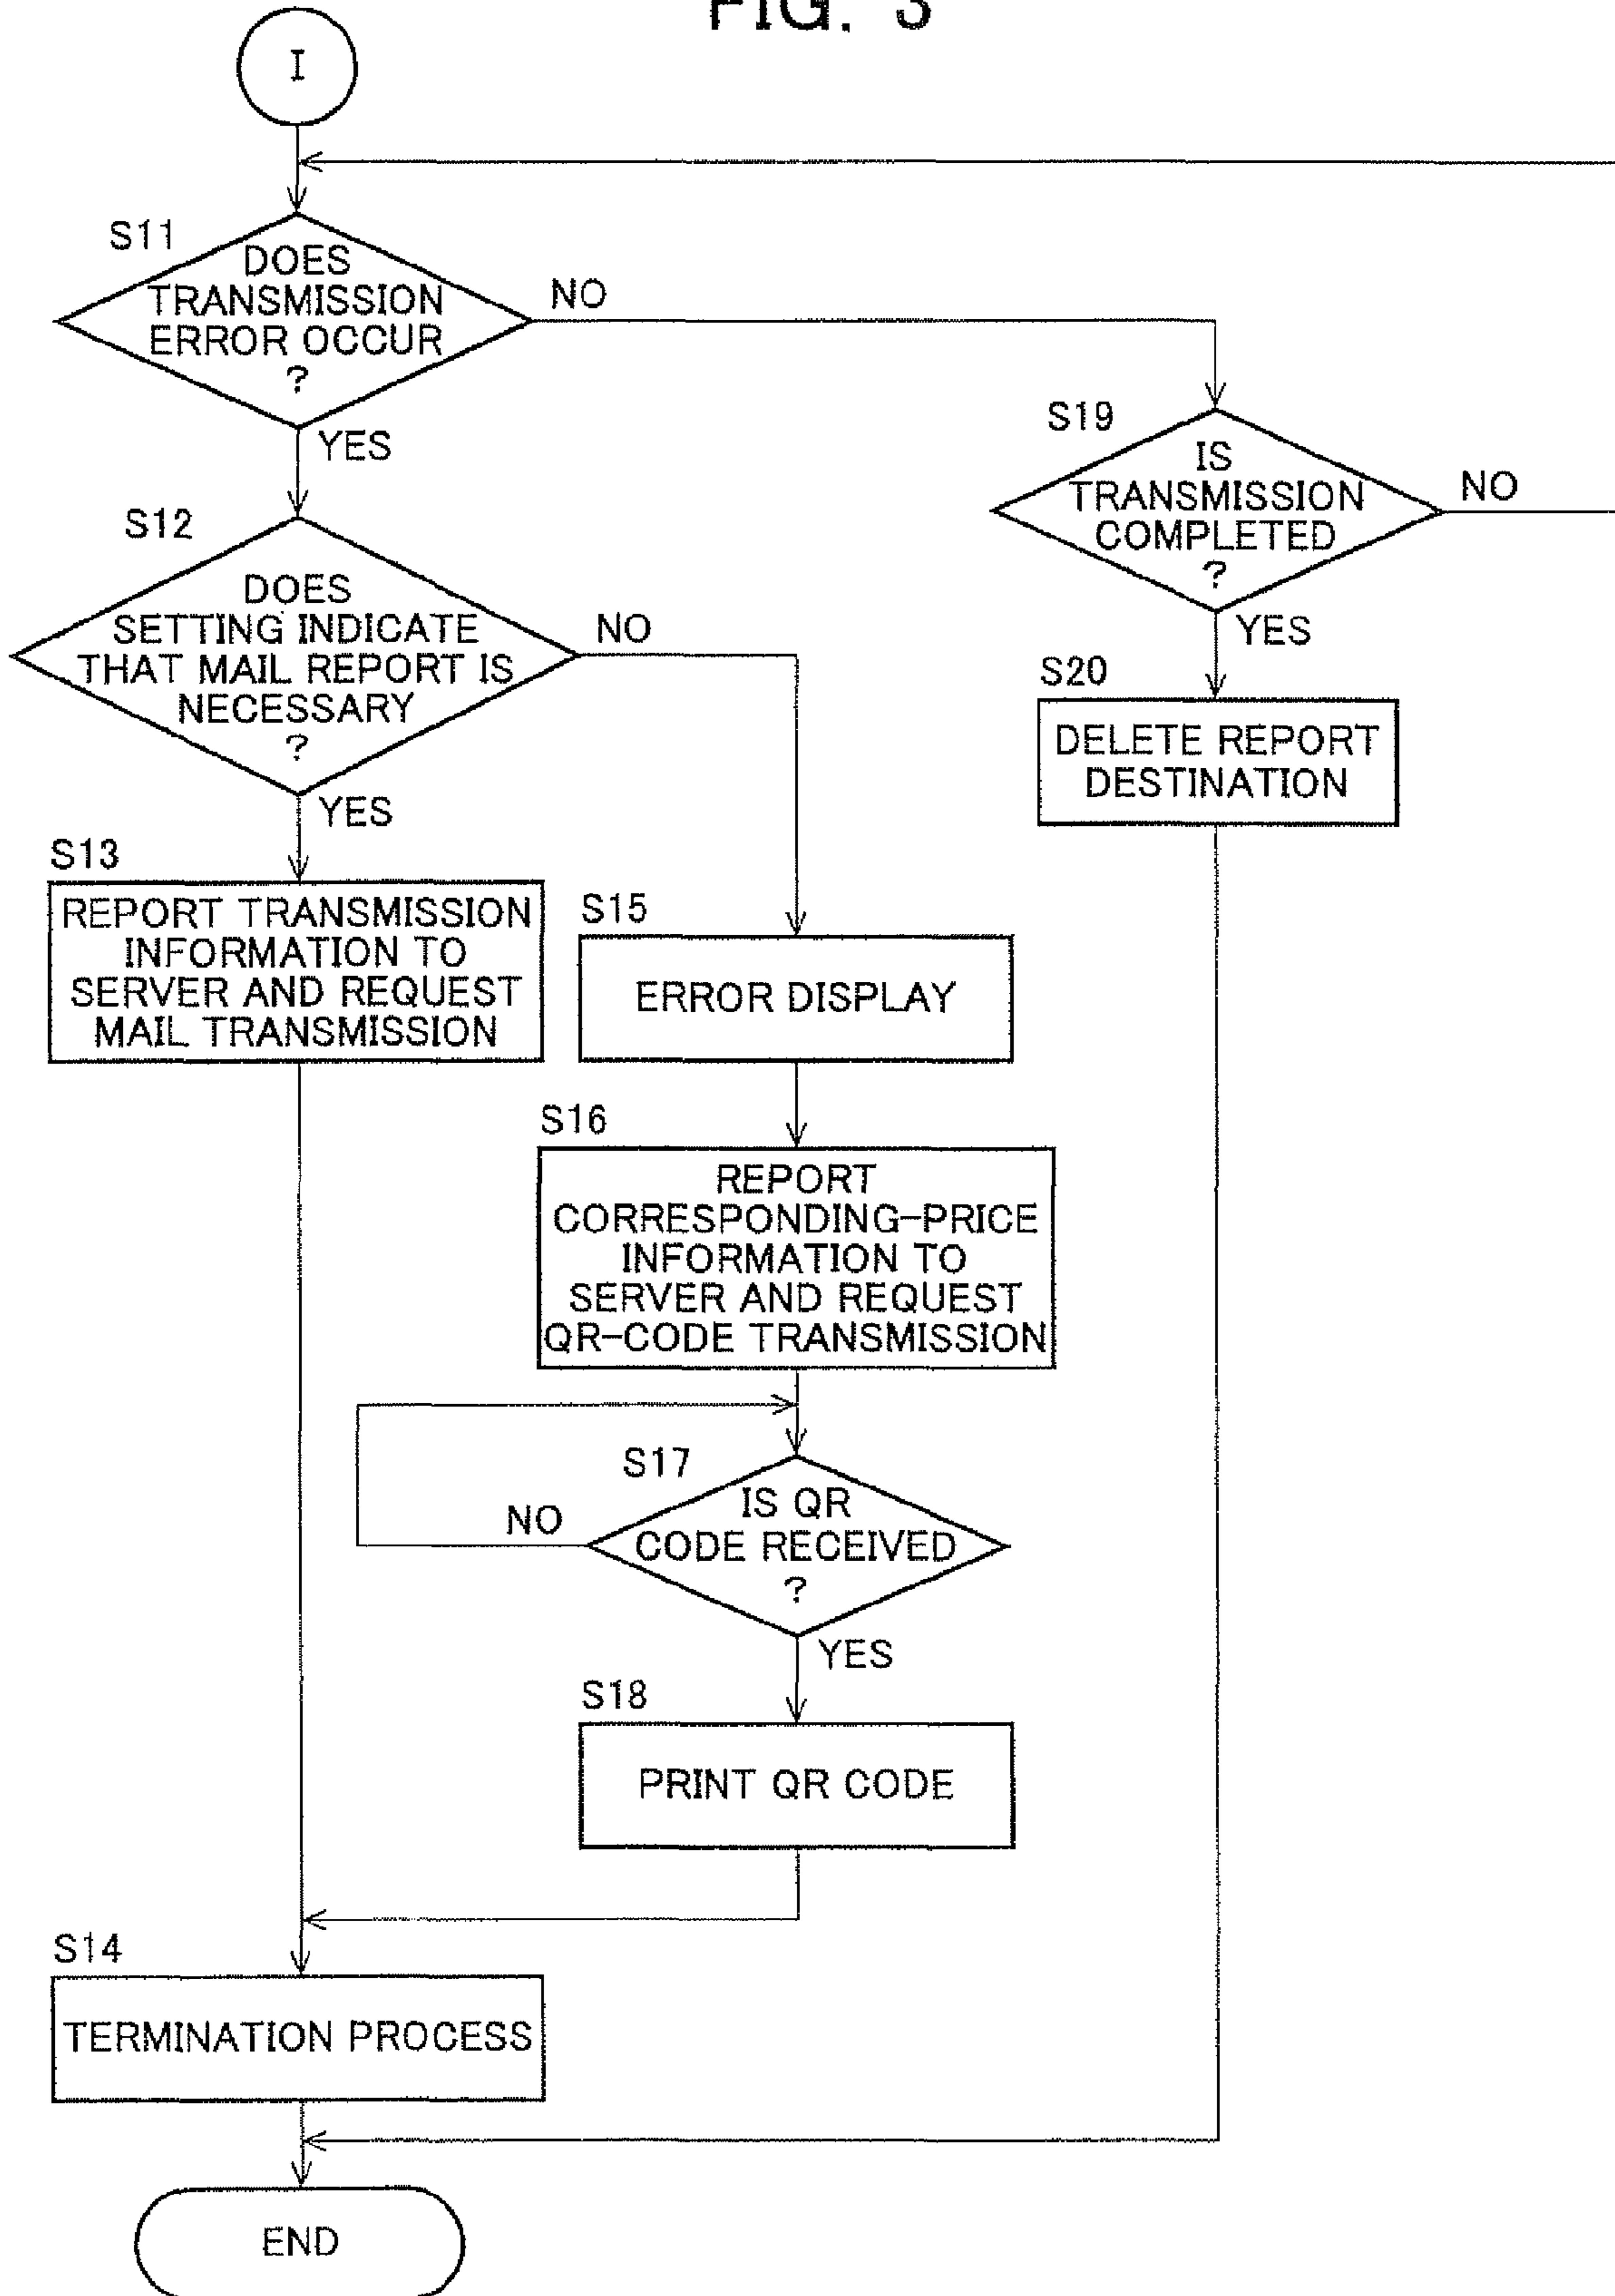 FIG. 3
I
S11
DOES
TRANSMISSION
ERROR OCCUR
?
NO
YES
S12
DOES
SETTING INDICATE
THAT MAIL REPORT IS
NECESSARY
?
NO
YES
S13
REPORT TRANSMISSION
INFORMATION TO
SERVER AND REQUEST
MAIL TRANSMISSION
S15
ERROR DISPLAY
S16
REPORT
CORRESPONDING-PRICE
INFORMATION TO
SERVER AND REQUEST
QR-CODE TRANSMISSION
S17
IS QR
CODE RECEIVED
?
NO
YES
S18
PRINT QR CODE
S14
TERMINATION PROCESS
END
S19
IS
TRANSMISSION
COMPLETED
?
NO
YES
S20
DELETE REPORT
DESTINATION